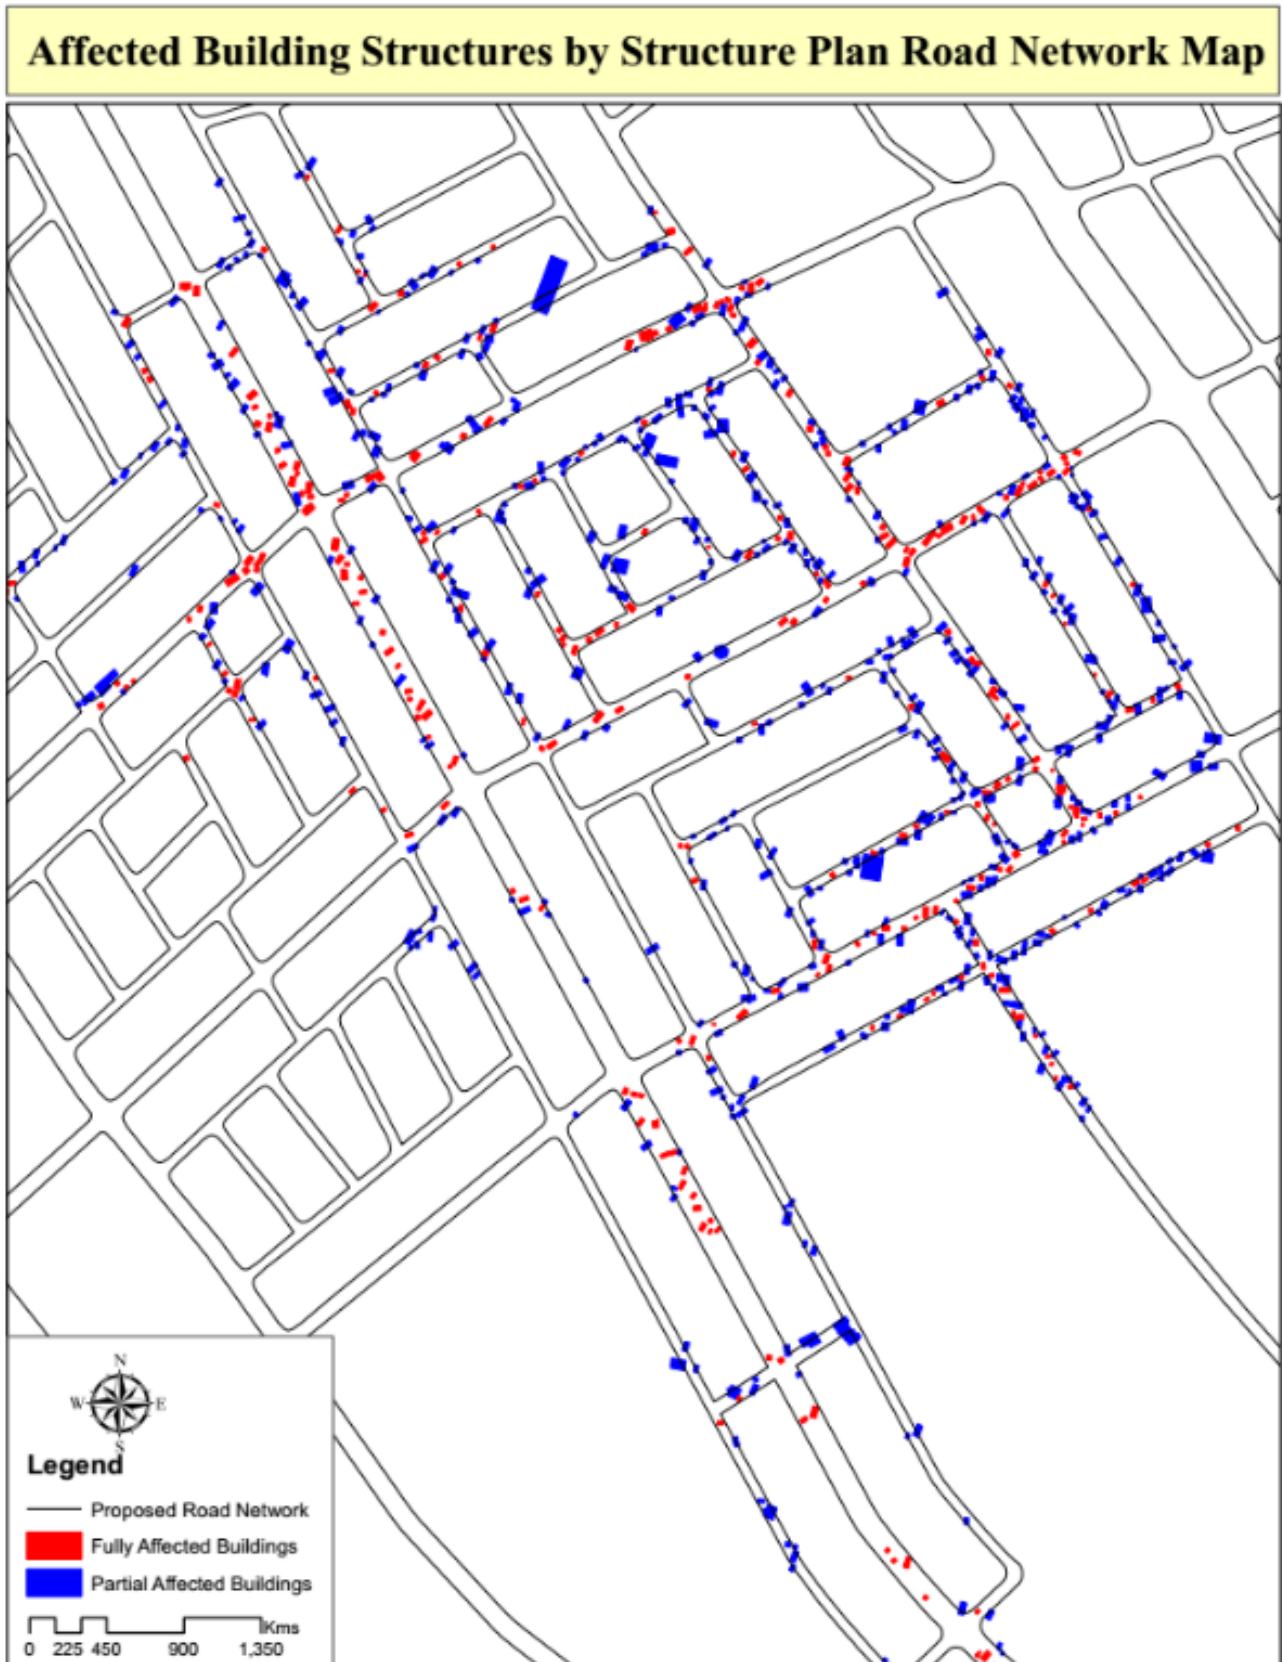 Affected Building Structures by Structure Plan Road Network Map
N
W E
S
Legend
Proposed Road Network
Fully Affected Buildings
Partial Affected Buildings
Kms
0 225 450 900 1,350